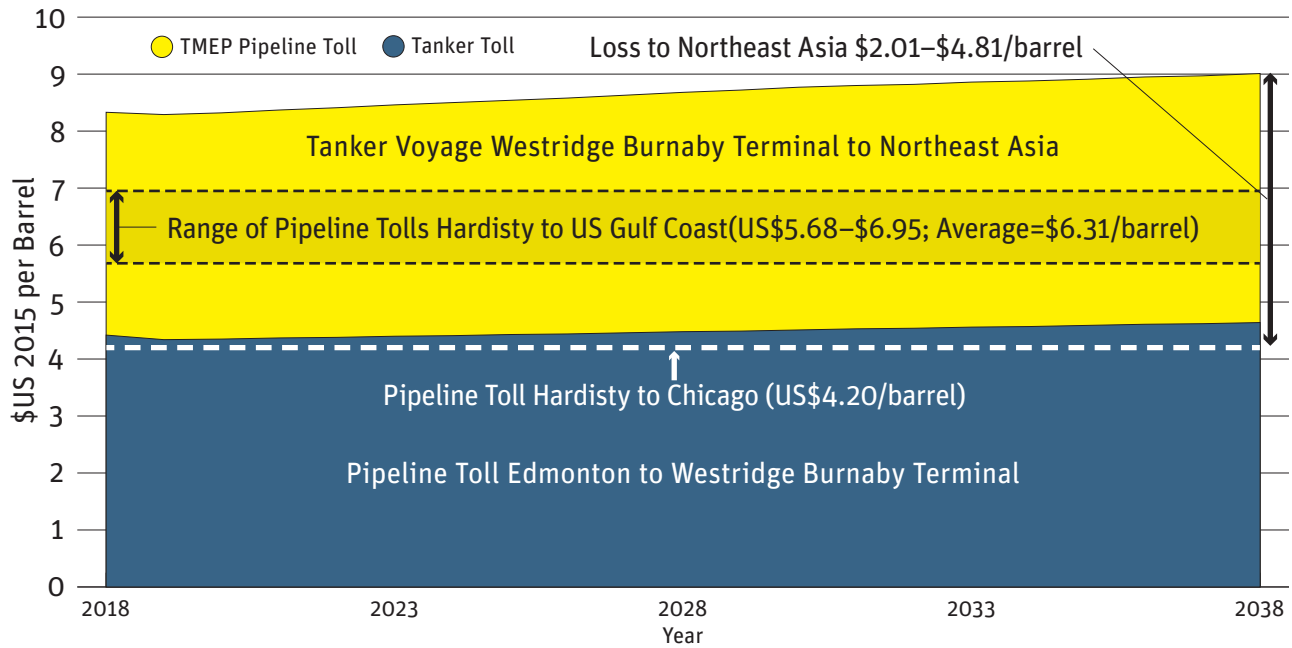 10
9
8
7
6
5
4
3
2
1
0
$US 2015 per Barrel
TMEP Pipeline Toll
Tanker Toll
Loss to Northeast Asia $2.01–$4.81/barrel
Tanker Voyage Westridge Burnaby Terminal to Northeast Asia
Range of Pipeline Tolls Hardisty to US Gulf Coast(US$5.68–$6.95; Average=$6.31/barrel)
Pipeline Toll Hardisty to Chicago (US$4.20/barrel)
Pipeline Toll Edmonton to Westridge Burnaby Terminal
2018
2023
2028
2033
2038
Year